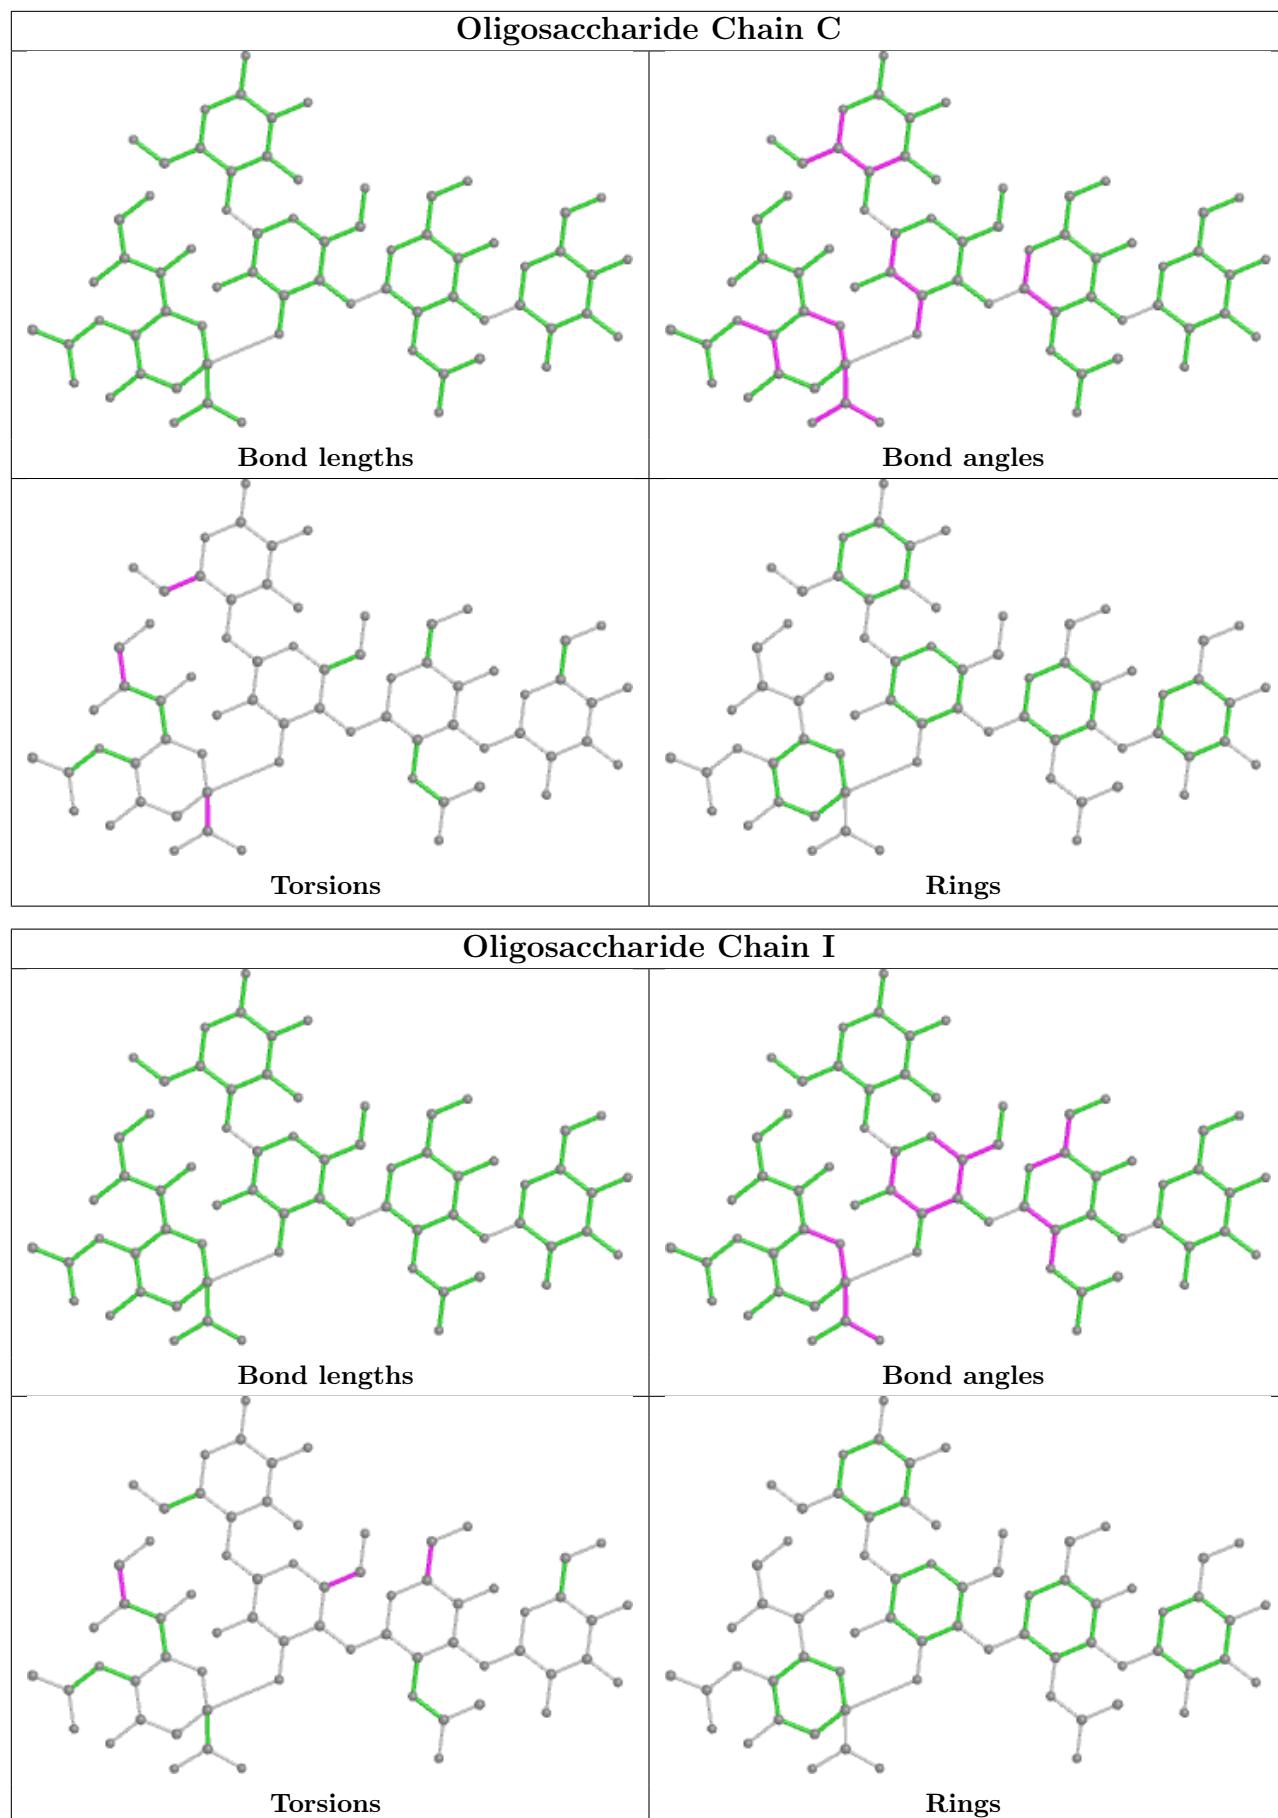 Oligosaccharide Chain C
Bond lengths
Bond angles
Torsions
Rings
Oligosaccharide Chain I
Bond lengths
Bond angles
Torsions
Rings